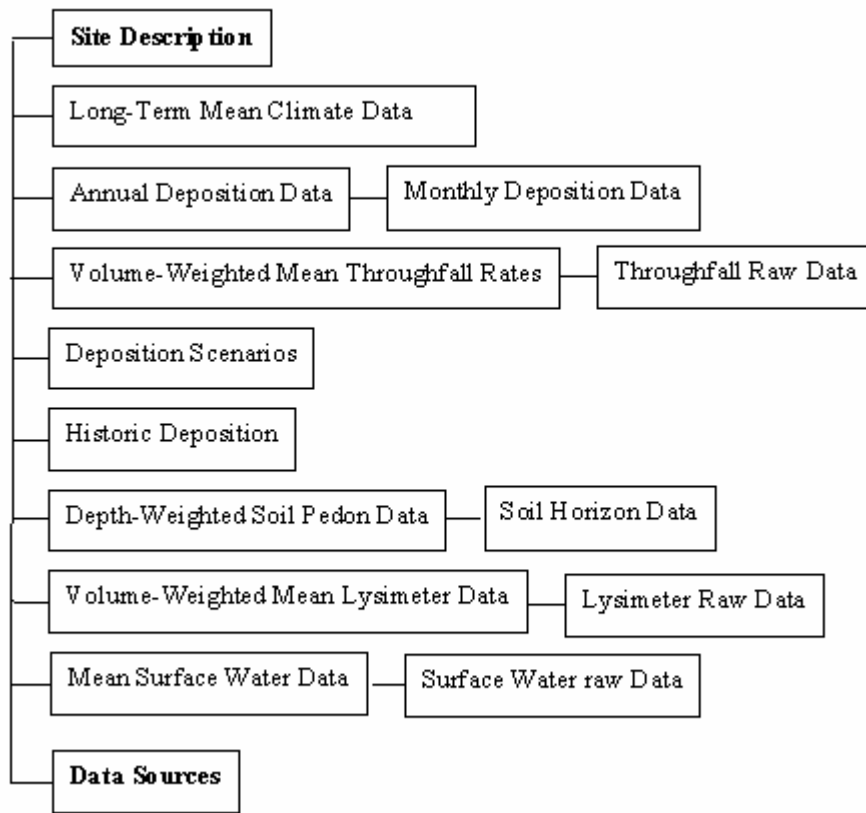 Site Description
Long-Term Mean Climate Data
Annual Deposition Data
Monthly Deposition Data
Volume-Weighted Mean Throughfall Rates
Throughfall Raw Data
Deposition Scenarios
Historic Deposition
Depth-Weighted Soil Pedon Data
Soil Horizon Data
Volume-Weighted Mean Lysimeter Data
Lysimeter Raw Data
Mean Surface Water Data
Surface Water raw Data
Data Sources